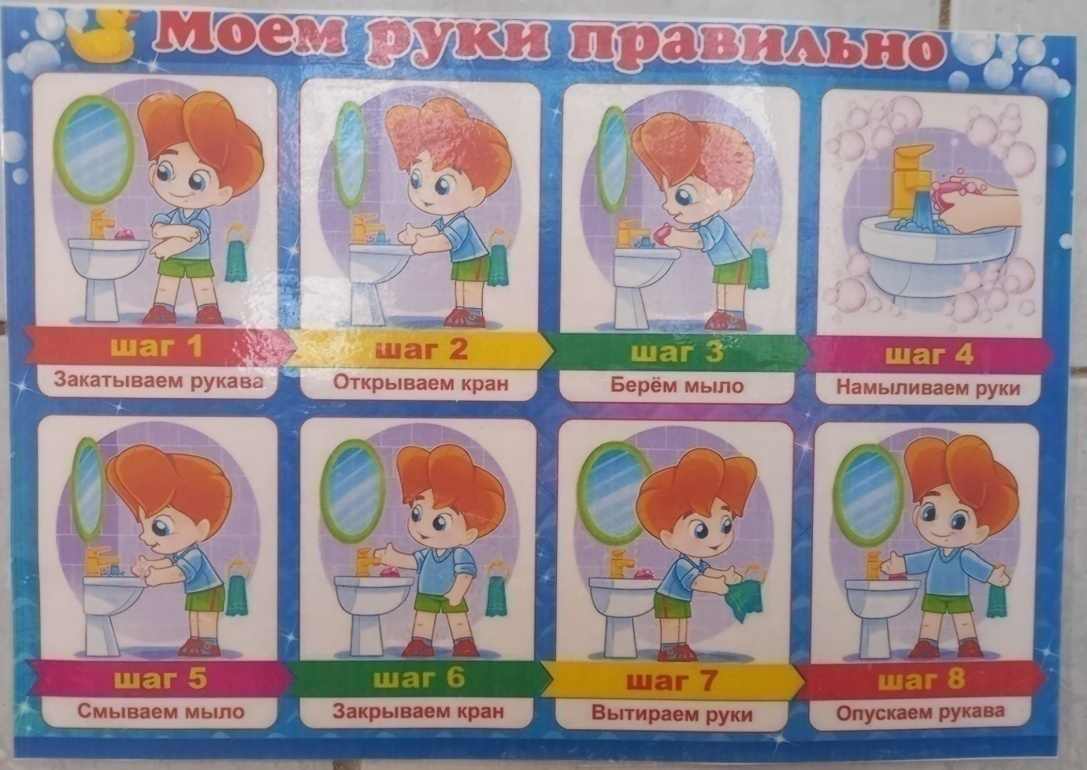 Моем руки правильно
шаг 1
Закатываем рукава
шаг 2
Открываем кран
шаг 3
Берём мыло
шаг 4
Намыливаем руки
шаг 5
Смываем мыло
шаг 6
Закрываем кран
шаг 7
Вытираем руки
шаг 8
Опускаем рукава